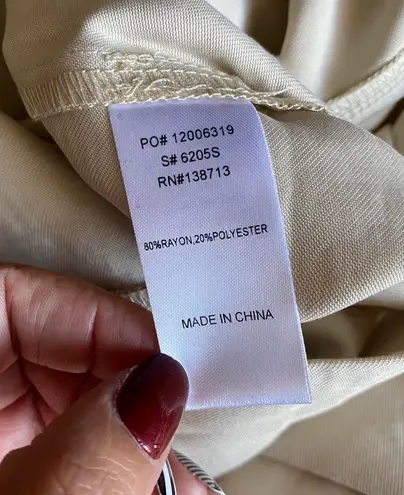 PO# 12006319
S# 6205S
RN#138713
80%RAYON,20%POLYESTER
MADE IN CHINA